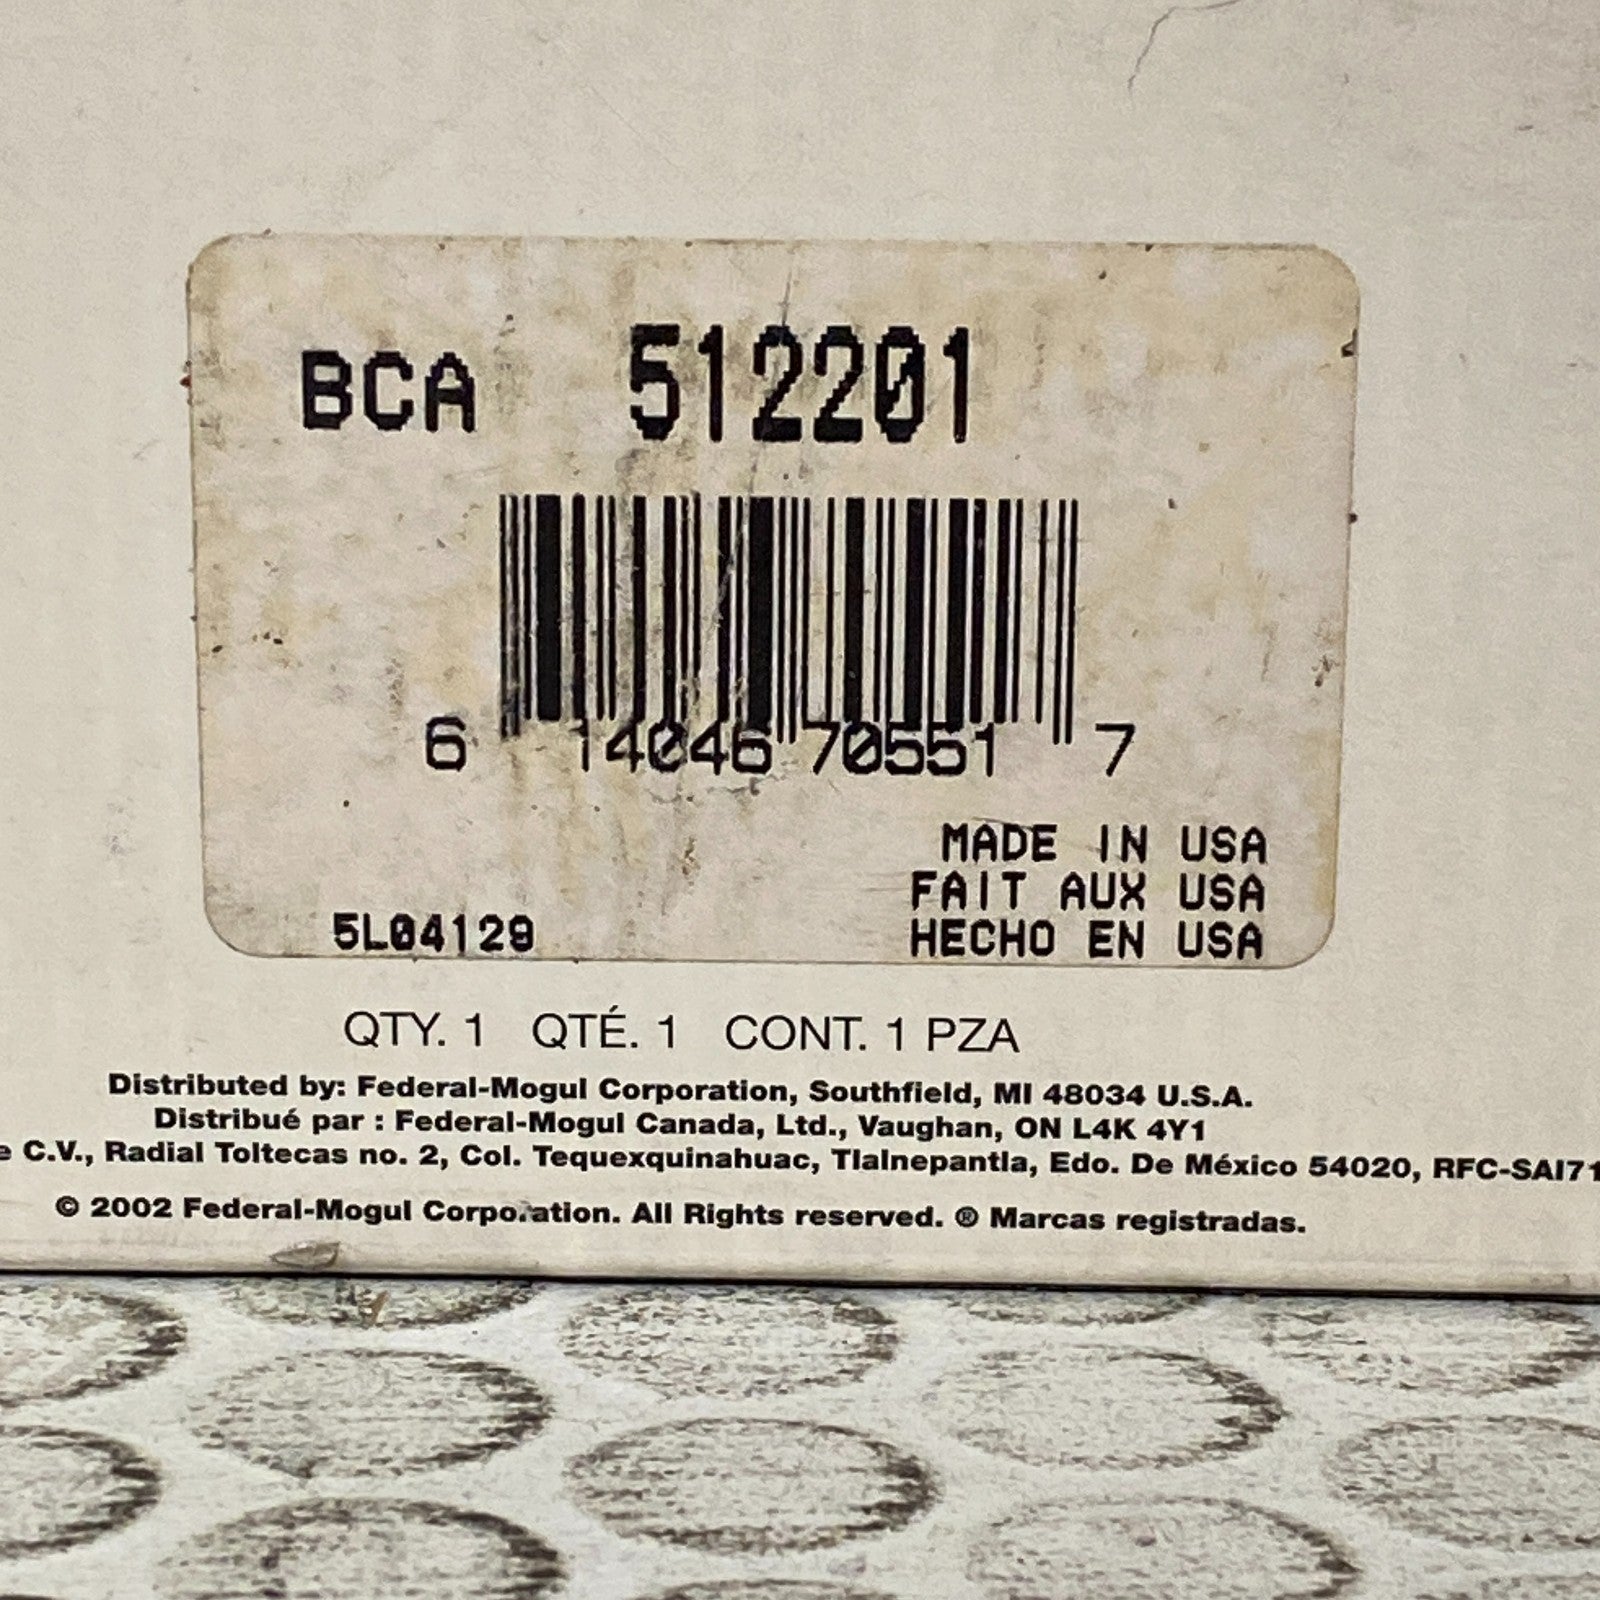 BCA 512201
6 14046 70551 7
MADE IN USA
FAIT AUX USA
HECHO EN USA
5L04129
QTY. 1 QTÉ. 1 CONT. 1 PZA
Distributed by: Federal-Mogul Corporation, Southfield, MI 48034 U.S.A.
Distribué par : Federal-Mogul Canada, Ltd., Vaughan, ON L4K 4Y1
C.V., Radial Toltecas no. 2, Col. Tequexquinahuac, Tlalnepantla, Edo. De México 54020, RFC-SAI71
© 2002 Federal-Mogul Corporation. All Rights reserved. ® Marcas registradas.